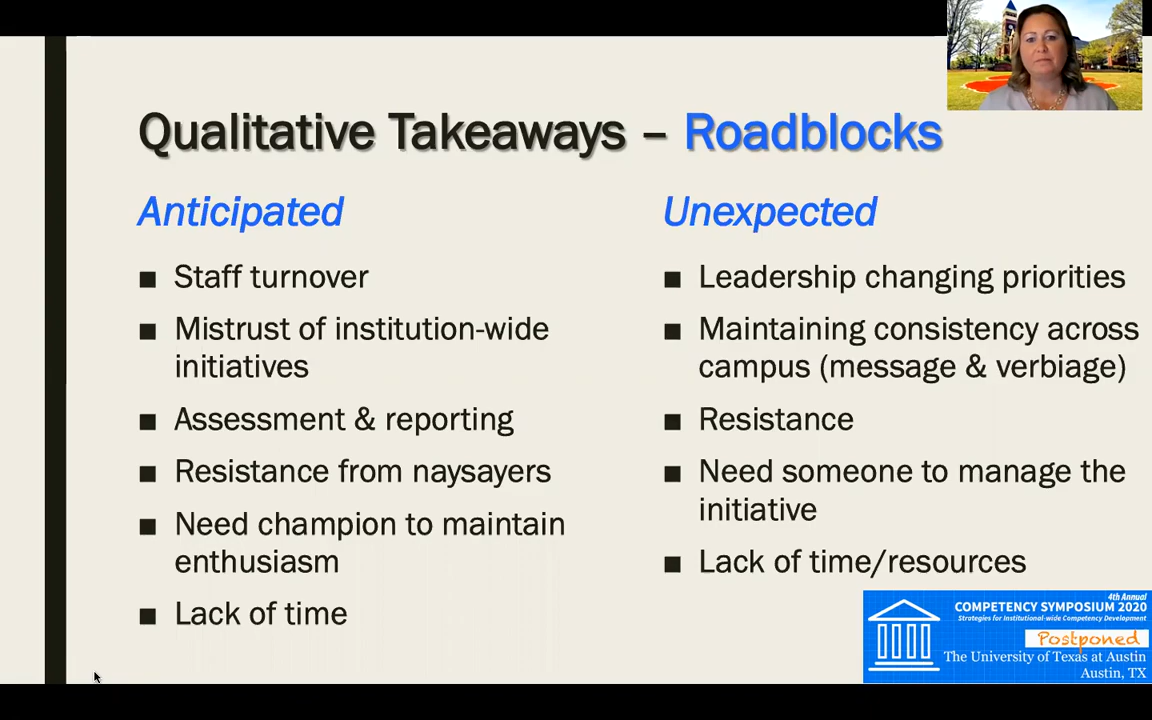 Qualitative Takeaways – Roadblocks
Anticipated
■ Staff turnover
■ Mistrust of institution-wide
initiatives
■ Assessment & reporting
■ Resistance from naysayers
■ Need champion to maintain
enthusiasm
■ Lack of time
Unexpected
■ Leadership changing priorities
■ Maintaining consistency across
campus (message & verbiage)
■ Resistance
■ Need someone to manage the
initiative
■ Lack of time/resources
4th Annual
COMPETENCY SYMPOSIUM 2020
Strategies for Institutional-wide Competency Development
Postponed
The University of Texas at Austin
Austin, TX